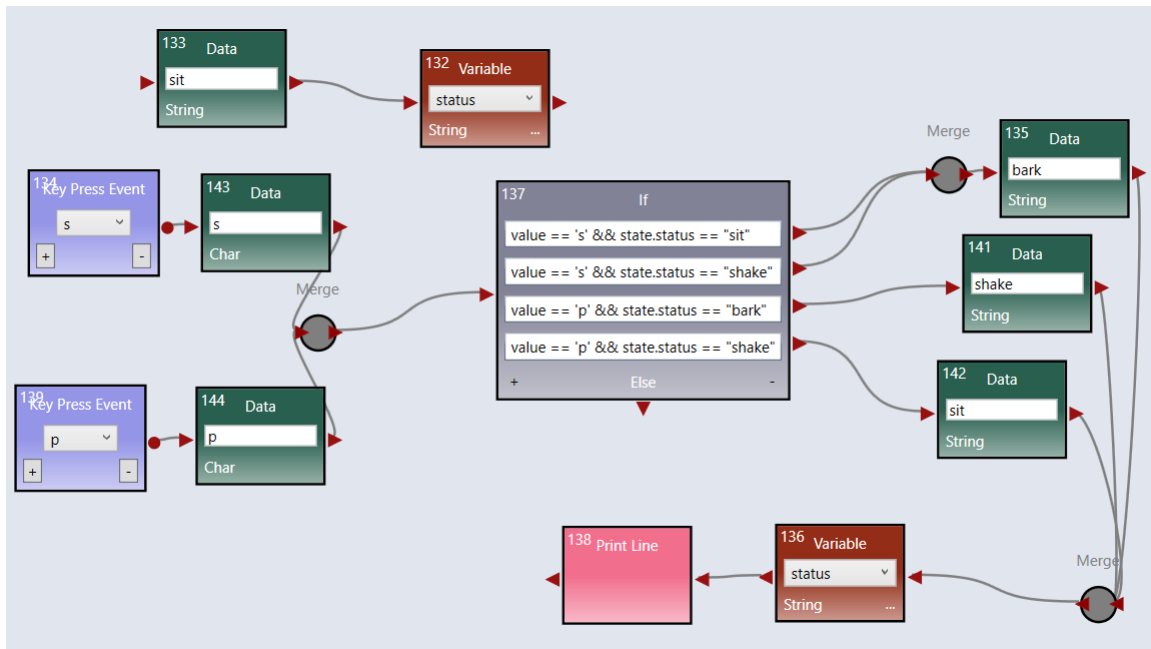 133 Data
sit
String
132 Variable
status
String ...
134 Key Press Event
s
+ -
143 Data
s
Char
Merge
139 Key Press Event
p
+ -
144 Data
p
Char
137 If
value == 's' && state.status == "sit"
value == 's' && state.status == "shake"
value == 'p' && state.status == "bark"
value == 'p' && state.status == "shake"
+ Else -
Merge
135 Data
bark
String
141 Data
shake
String
142 Data
sit
String
138 Print Line
136 Variable
status
String ...
Merge